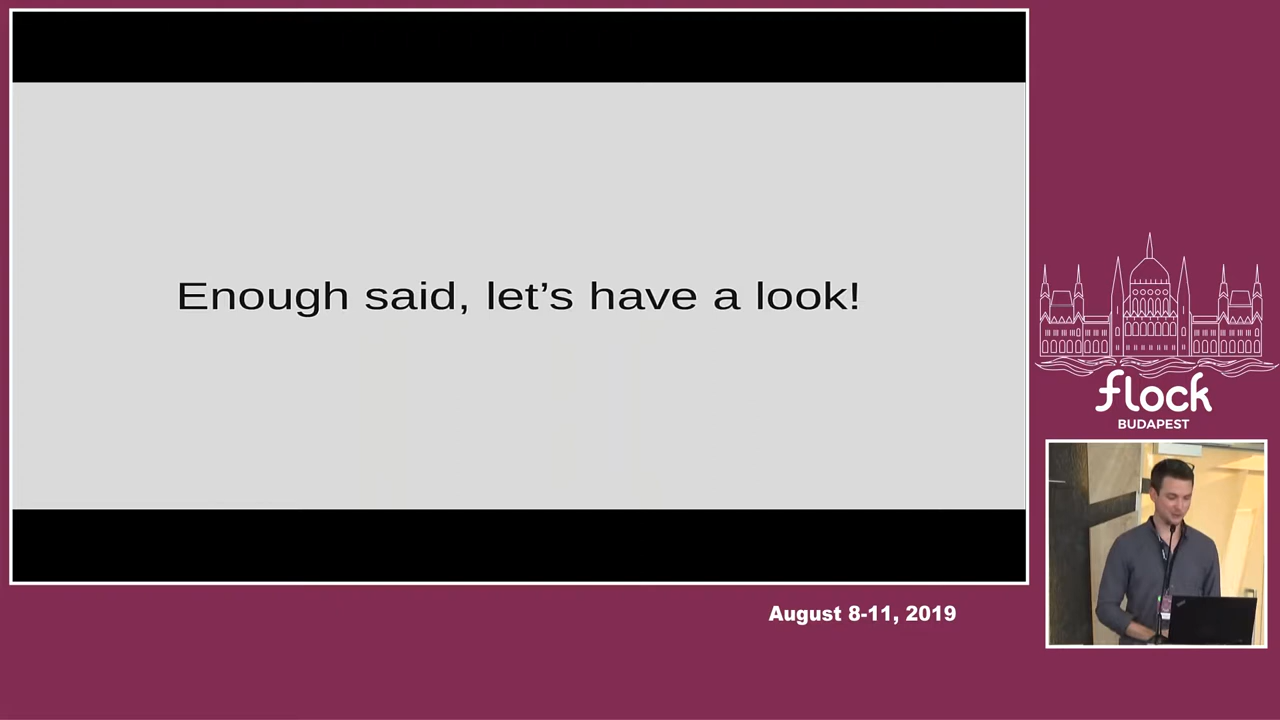 Enough said, let’s have a look!
flock
BUDAPEST
August 8-11, 2019